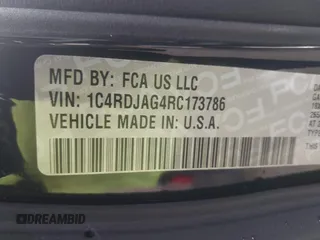 MFD BY: FCA US LLC
VIN: 1C4RDJAG4RC173786
VEHICLE MADE IN: U.S.A.
DREAMBID